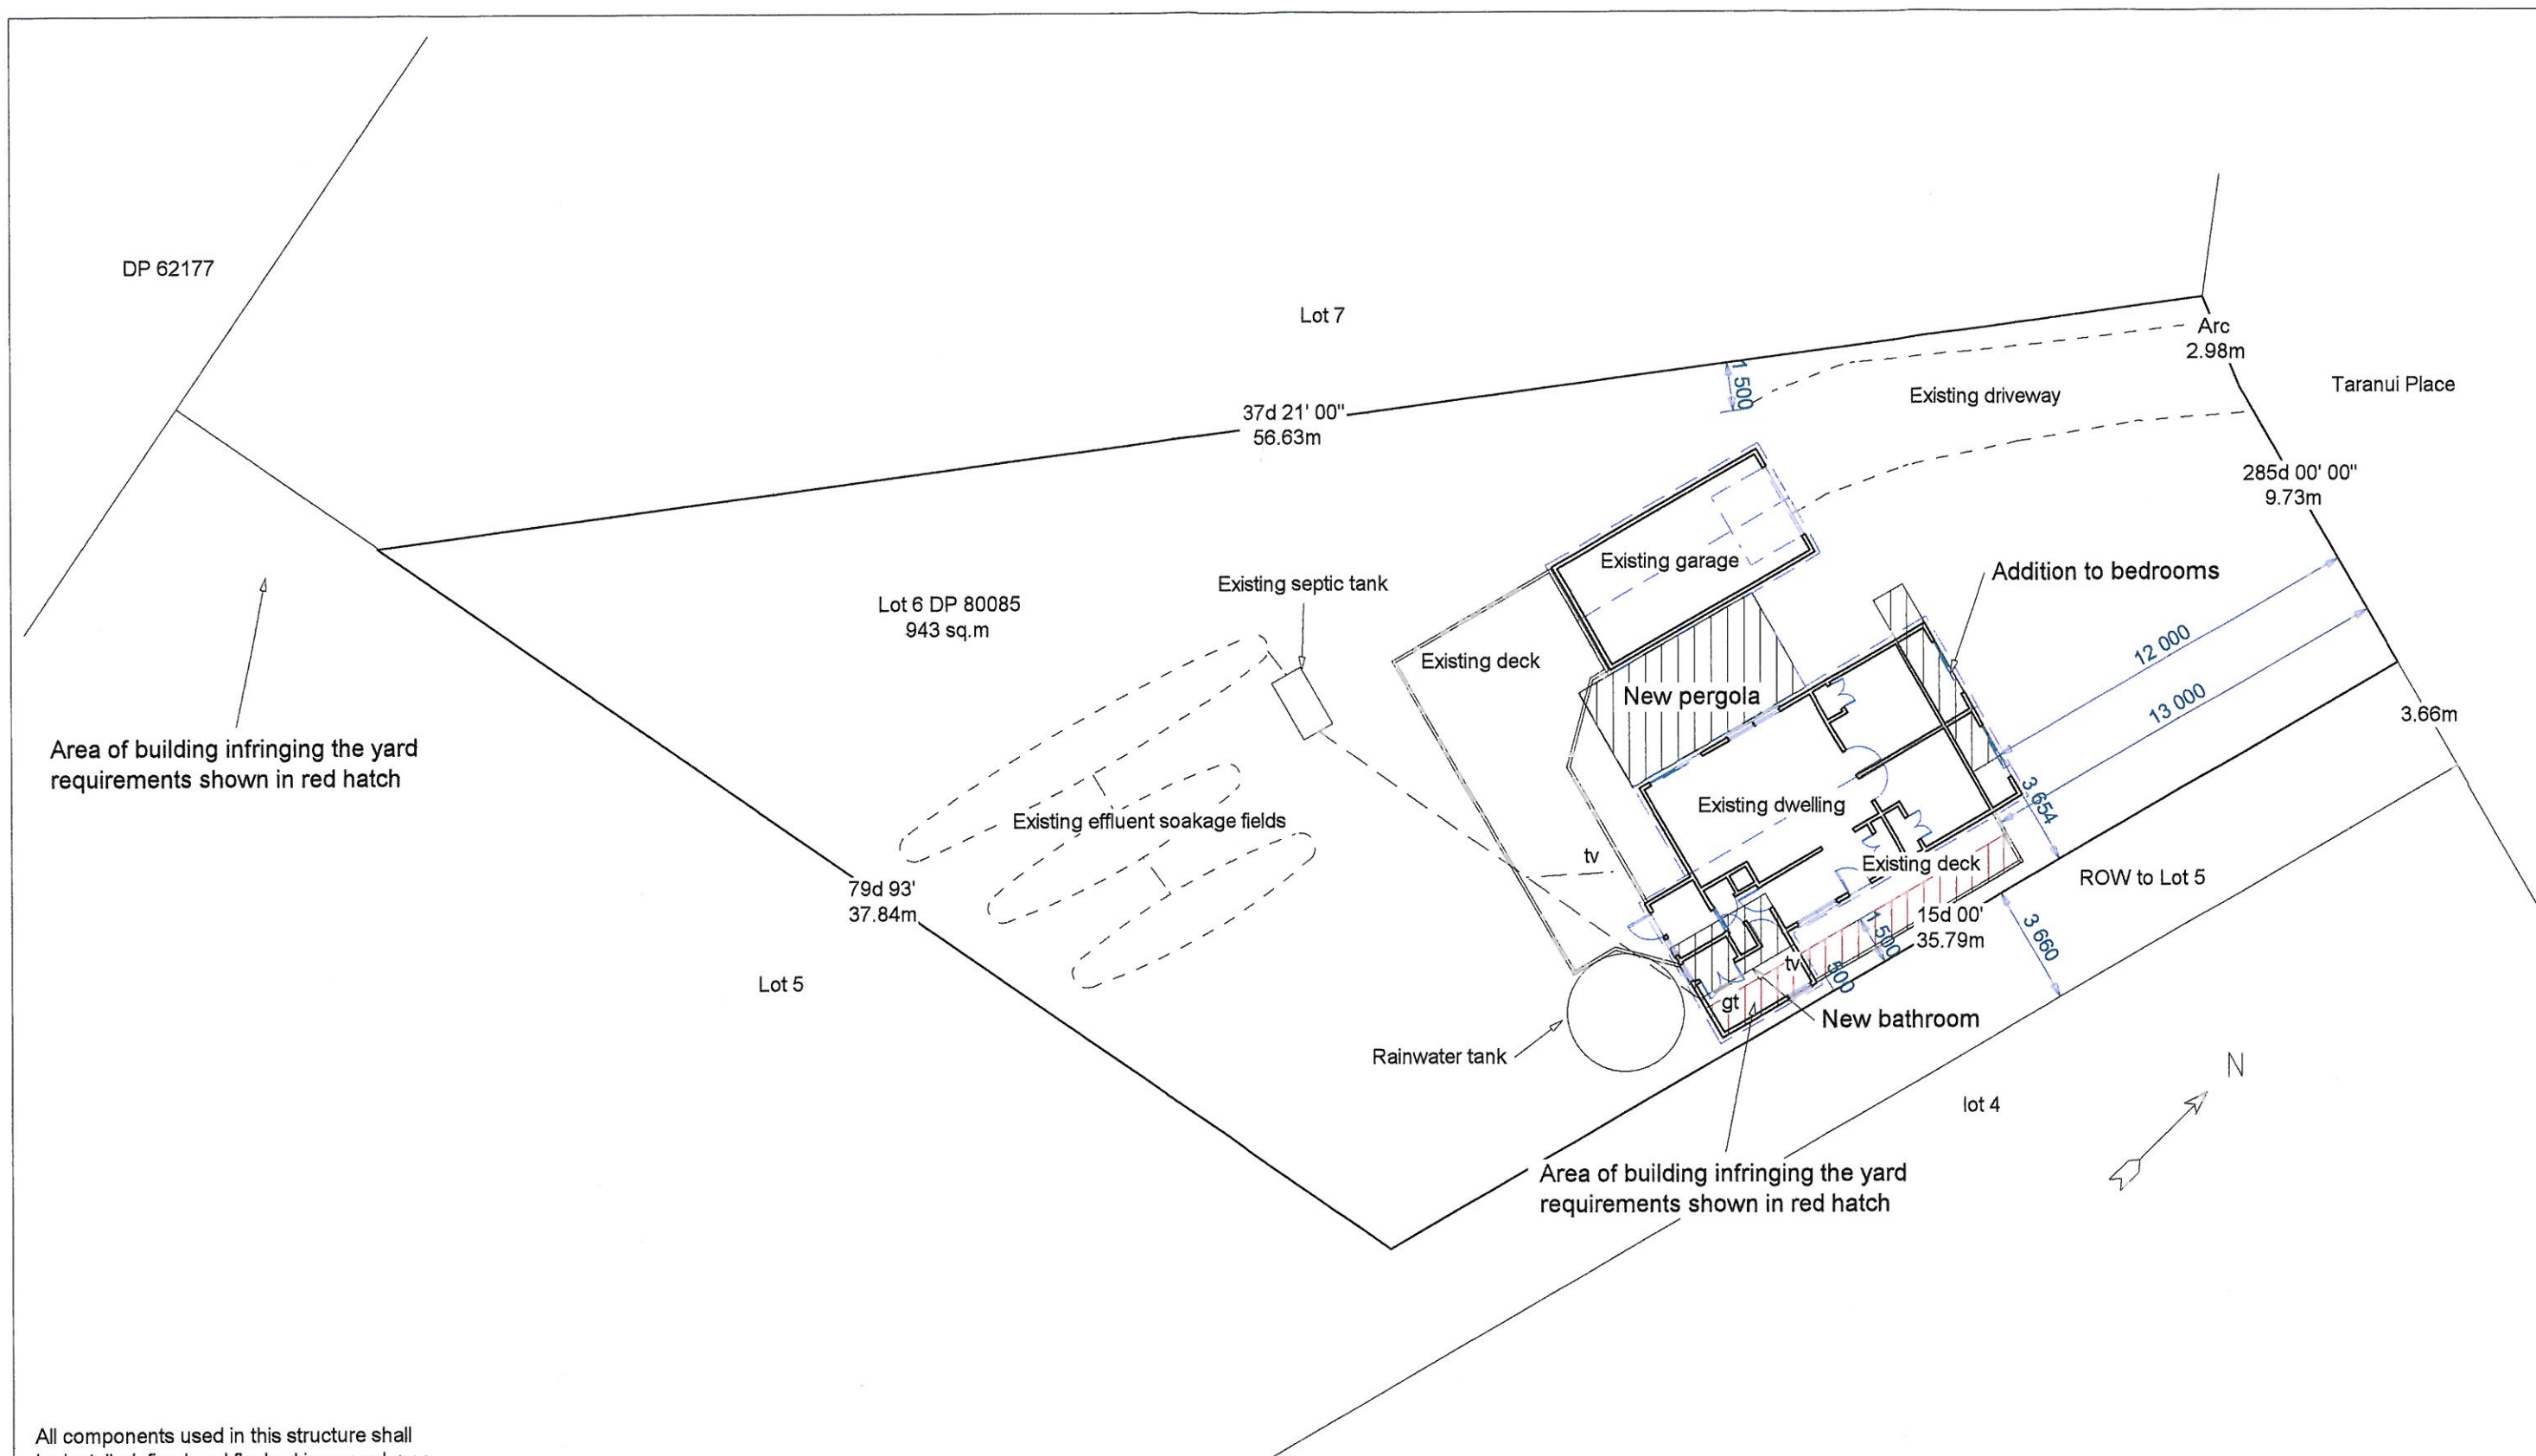 DP 62177
Lot 7
Arc
2.98m
Taranui Place
1 500
Existing driveway
37d 21' 00"
56.63m
285d 00' 00"
9.73m
Existing garage
Addition to bedrooms
Existing septic tank
Lot 6 DP 80085
943 sq.m
Existing deck
12 000
New pergola
13 000
3.66m
Area of building infringing the yard
requirements shown in red hatch
Existing dwelling
3 654
Existing effluent soakage fields
tv
Existing deck
ROW to Lot 5
79d 93'
37.84m
15d 00'
35.79m
1 500
3 660
tv
500
Lot 5
gt
New bathroom
Rainwater tank
N
lot 4
Area of building infringing the yard
requirements shown in red hatch
All components used in this structure shall